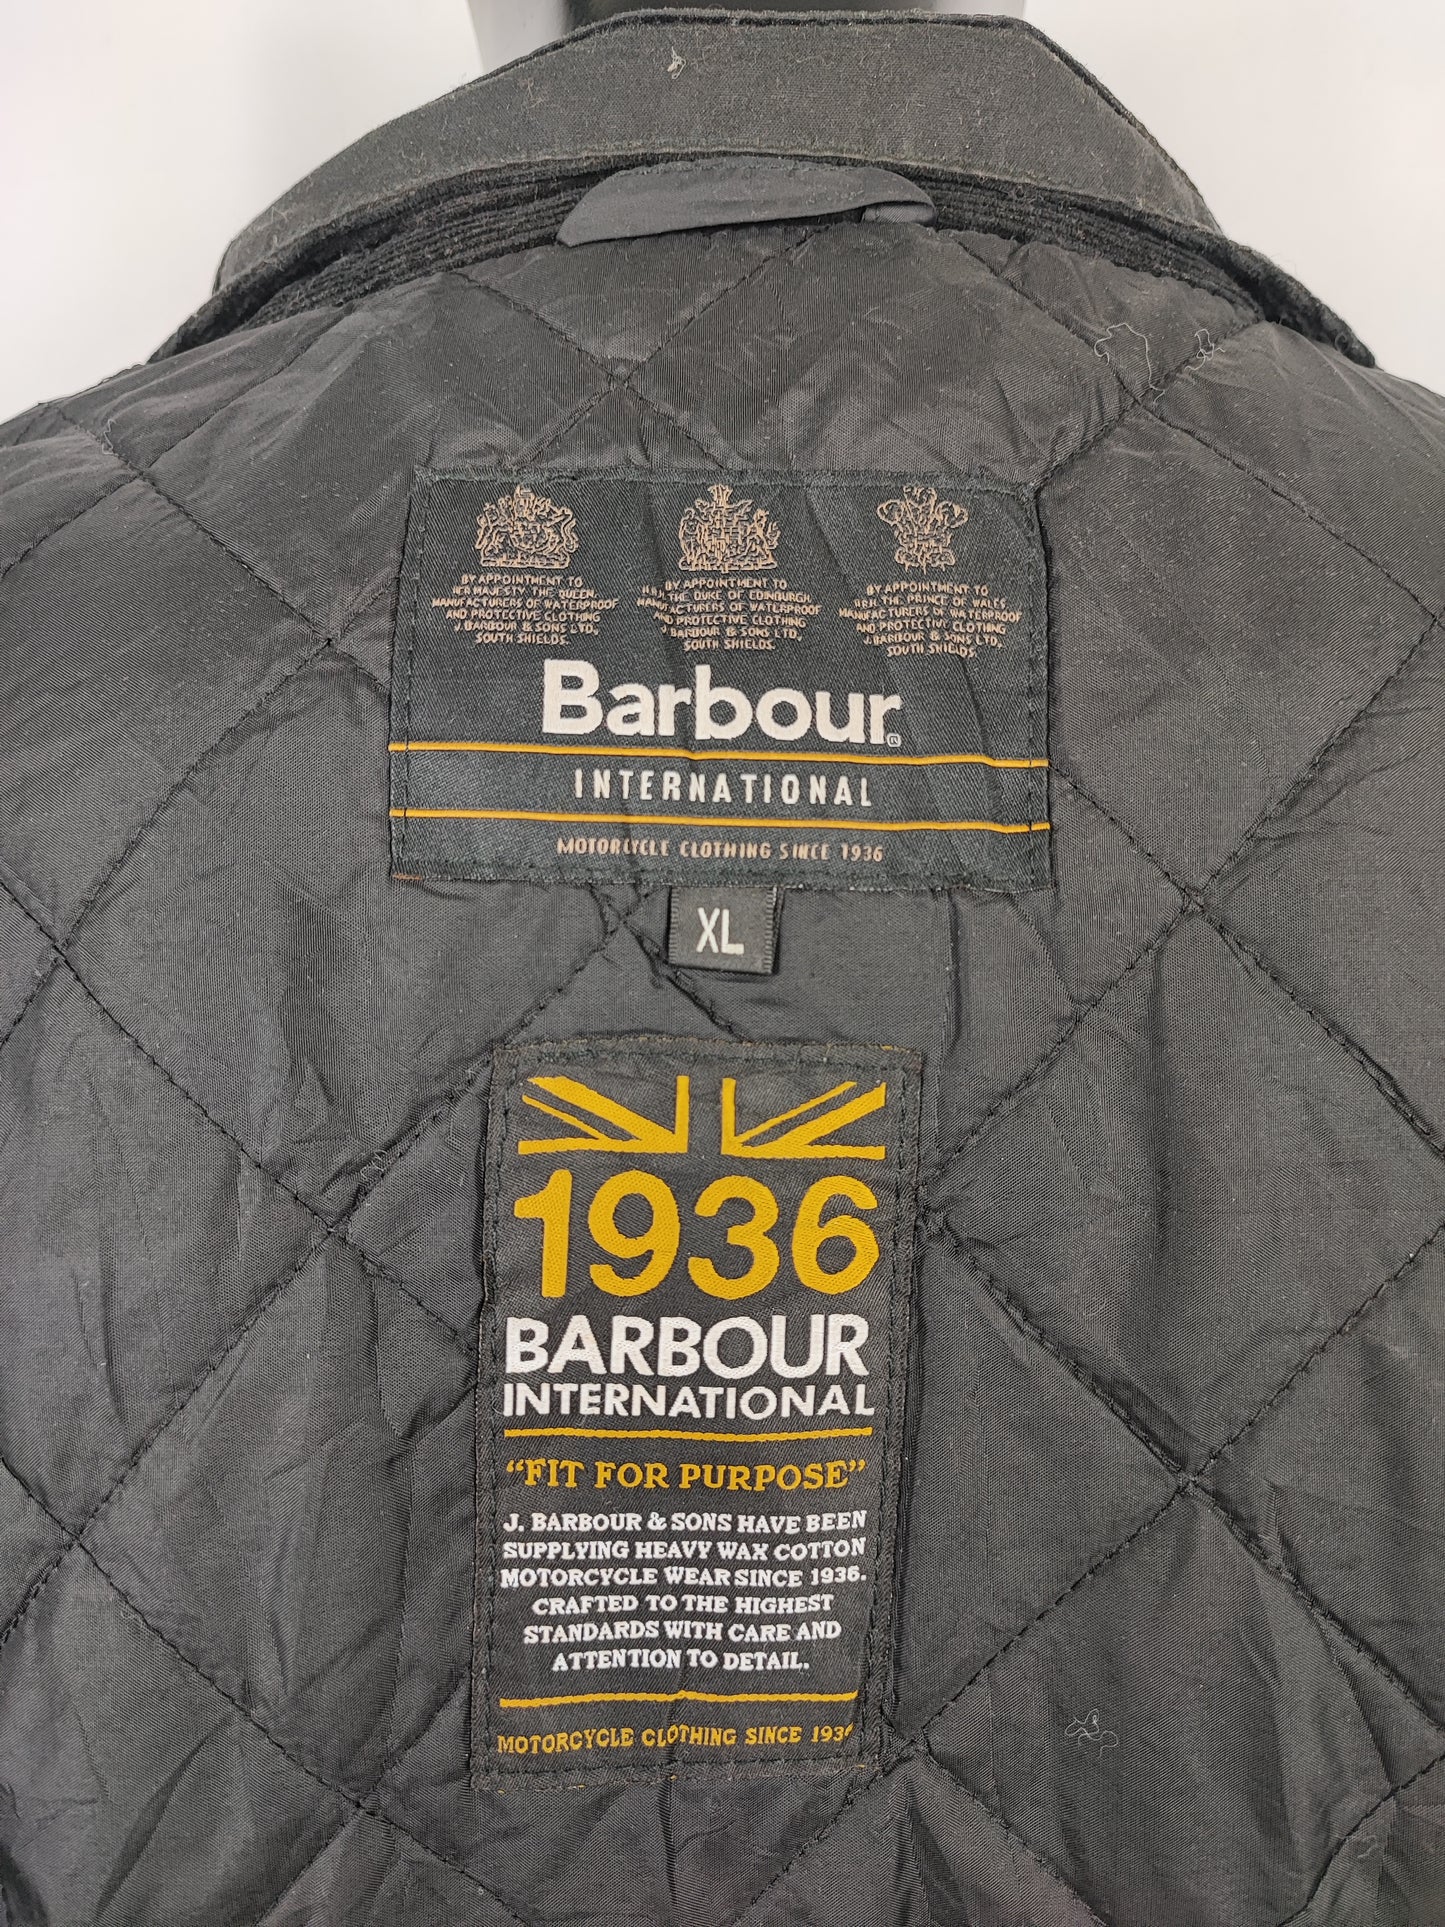 BY APPOINTMENT TO
HER MAJESTY THE QUEEN.
MANUFACTURERS OF WATERPROOF
AND PROTECTIVE CLOTHING
J. BARBOUR & SONS LTD.,
SOUTH SHIELDS.
BY APPOINTMENT TO
H.R.H. THE DUKE OF EDINBURGH
MANUFACTURERS OF WATERPROOF
AND PROTECTIVE CLOTHING
J. BARBOUR & SONS LTD.
SOUTH SHIELDS.
BY APPOINTMENT TO
H.R.H. THE PRINCE OF WALES
MANUFACTURERS OF WATERPROOF
AND PROTECTIVE CLOTHING
J. BARBOUR & SONS LTD.,
SOUTH SHIELDS.
Barbour®
INTERNATIONAL
MOTORCYCLE CLOTHING SINCE 1936
XL
1936
BARBOUR
INTERNATIONAL
“FIT FOR PURPOSE”
J. BARBOUR & SONS HAVE BEEN
SUPPLYING HEAVY WAX COTTON
MOTORCYCLE WEAR SINCE 1936.
CRAFTED TO THE HIGHEST
STANDARDS WITH CARE AND
ATTENTION TO DETAIL.
MOTORCYCLE CLOTHING SINCE 1936